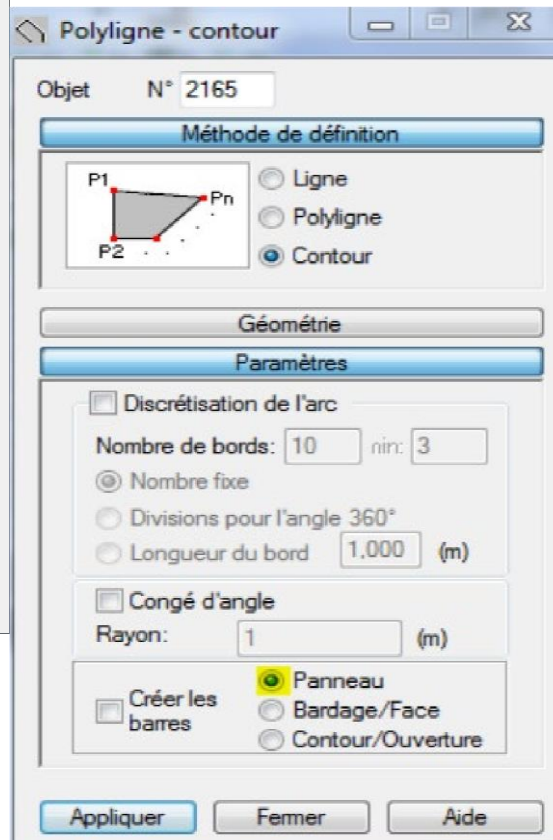 Polyligne - contour
Objet N° 2165
Méthode de définition
P1
Pn
P2
Ligne
Polyligne
Contour
Géométrie
Paramètres
Discrétisation de l'arc
Nombre de bords: 10 nin: 3
Nombre fixe
Divisions pour l'angle 360°
Longueur du bord 1.000 (m)
Congé d'angle
Rayon: 1 (m)
Créer les barres
Panneau
Bardage/Face
Contour/Ouverture
Appliquer Fermer Aide